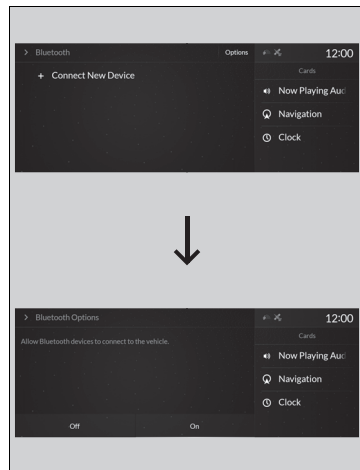 > Bluetooth Options 12:00
+ Connect New Device
Cards
Now Playing Aud
Navigation
Clock
> Bluetooth Options 12:00
Allow Bluetooth devices to connect to the vehicle.
Cards
Now Playing Aud
Navigation
Clock
Off On